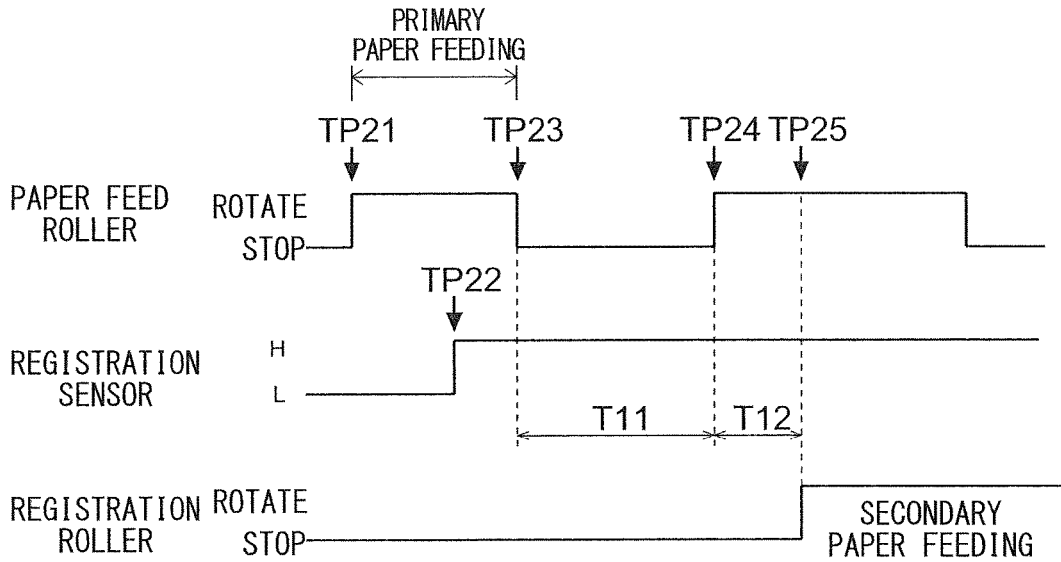 PRIMARY
PAPER FEEDING
TP21
TP23
TP24
TP25
PAPER FEED
ROLLER
ROTATE
STOP
TP22
REGISTRATION
SENSOR
H
L
T11
T12
REGISTRATION
ROLLER
ROTATE
STOP
SECONDARY
PAPER FEEDING